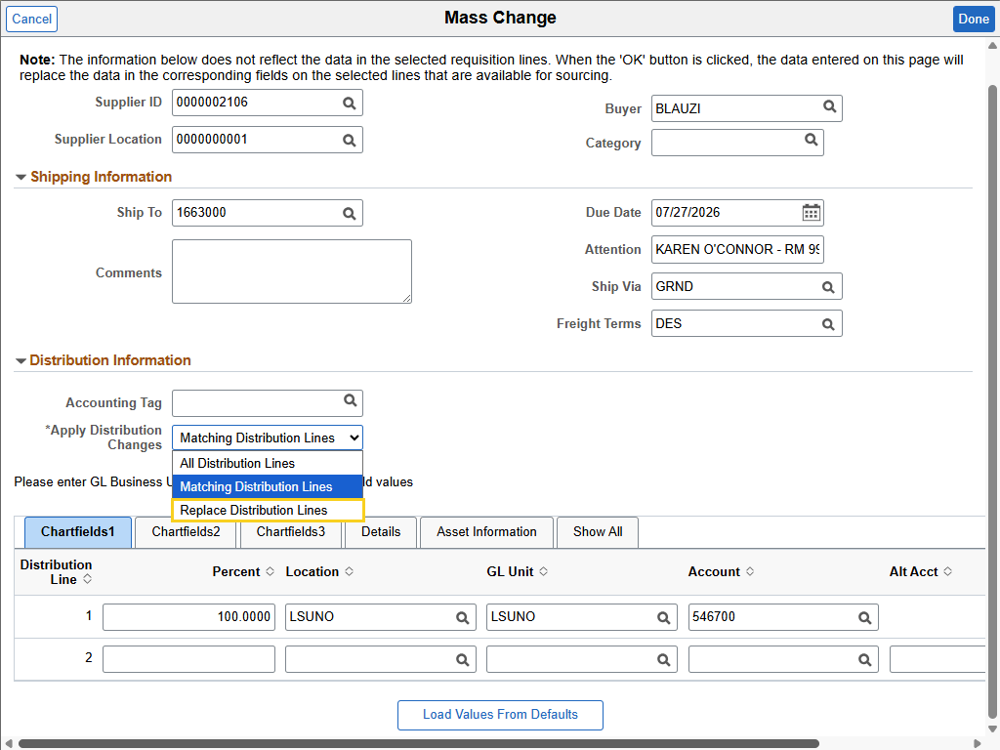 Cancel
Mass Change
Done
Note: The information below does not reflect the data in the selected requisition lines. When the 'OK' button is clicked, the data entered on this page will
replace the data in the corresponding fields on the selected lines that are available for sourcing.
Supplier ID 0000002106
Buyer BLAUZI
Supplier Location 0000000001
Category
Shipping Information
Ship To 1663000
Due Date 07/27/2026
Attention KAREN O'CONNOR - RM 99
Comments
Ship Via GRND
Freight Terms DES
Distribution Information
Accounting Tag
*Apply Distribution
Changes
Matching Distribution Lines
All Distribution Lines
Matching Distribution Lines
Replace Distribution Lines
Please enter GL Business U ld values
Chartfields1 Chartfields2 Chartfields3 Details Asset Information Show All
Distribution
Line Percent Location GL Unit Account Alt Acct
1 100.0000 LSUNO LSUNO 546700
2
Load Values From Defaults